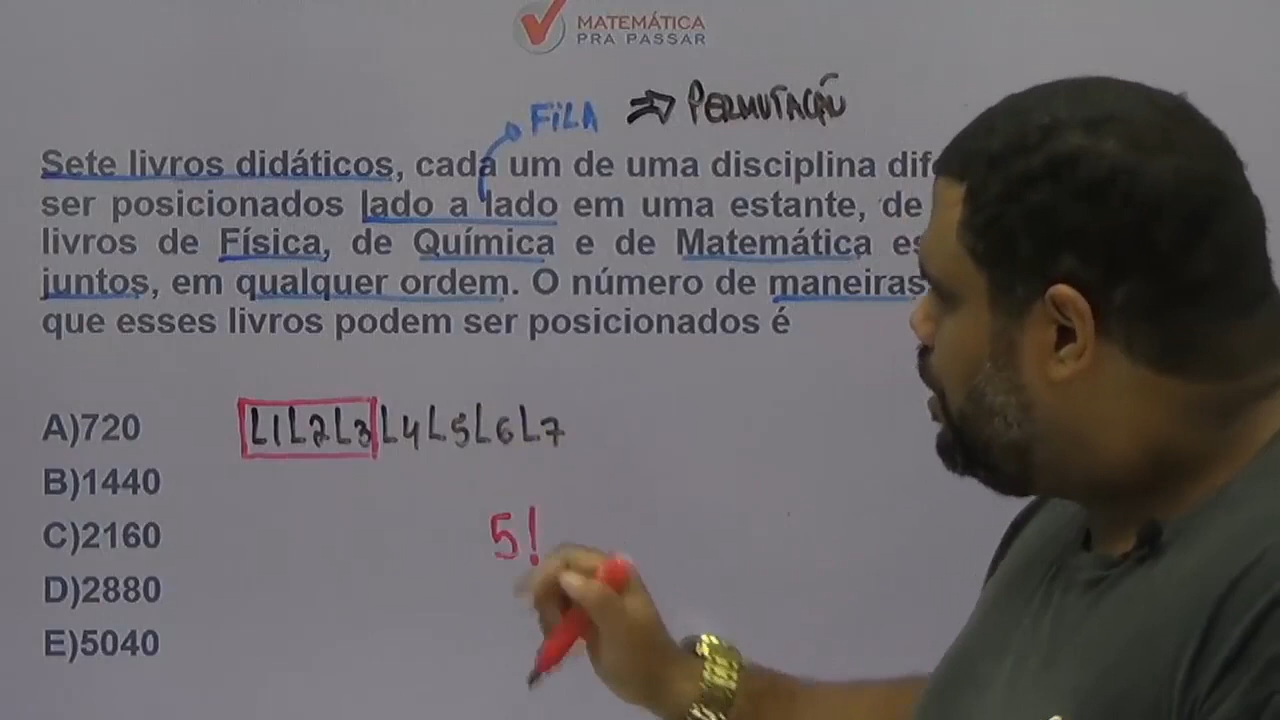 MATEMÁTICA
PRA PASSAR
FILA ⇒ PERMUTAÇÃO
Sete livros didáticos, cada um de uma disciplina
ser posicionados lado a lado em uma estante, de
livros de Física, de Química e de Matemática
juntos, em qualquer ordem. O número de maneiras
que esses livros podem ser posicionados é
A)720
L1L2L3L4L5L6L7
B)1440
C)2160
5!
D)2880
E)5040